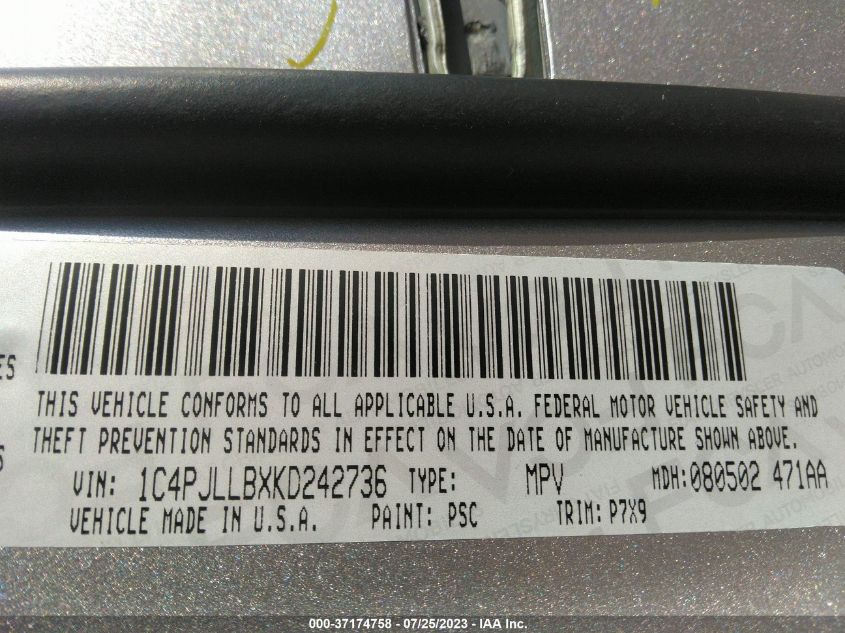 ES
THIS VEHICLE CONFORMS TO ALL APPLICABLE U.S.A. FEDERAL MOTOR VEHICLE SAFETY AND
THEFT PREVENTION STANDARDS IN EFFECT ON THE DATE OF MANUFACTURE SHOWN ABOVE.
S
VIN: 1C4PJLLBXKD242736 TYPE: MPV MDH:080502 471AA
VEHICLE MADE IN U.S.A. PAINT: PSC TRIM: P7X9
000-37174758 - 07/25/2023 - IAA Inc.